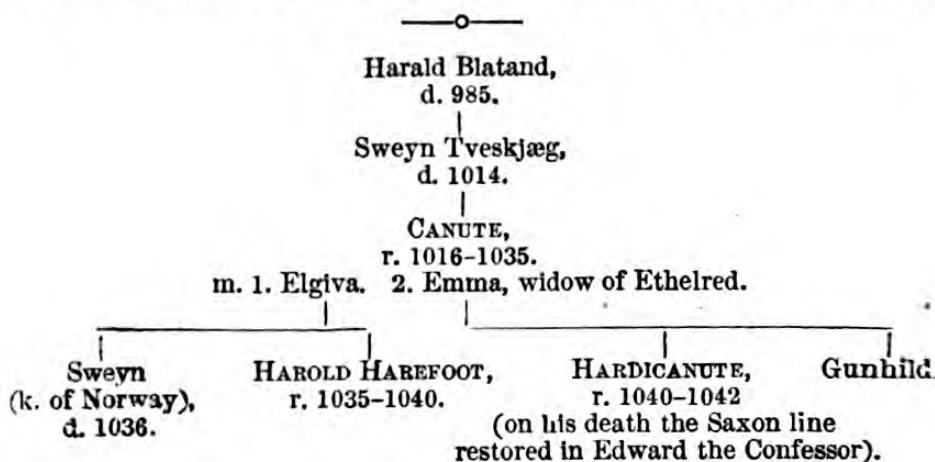 Harald Blatand,
d. 985.
Sweyn Tveskjæg,
d. 1014.
CANUTE,
r. 1016–1035.
m. 1. Elgiva. 2. Emma, widow of Ethelred.
Sweyn
(k. of Norway),
d. 1036.
HAROLD HAREFOOT,
r. 1035–1040.
HARDICANUTE,
r. 1040–1042
(on his death the Saxon line
restored in Edward the Confessor).
Gunhild.